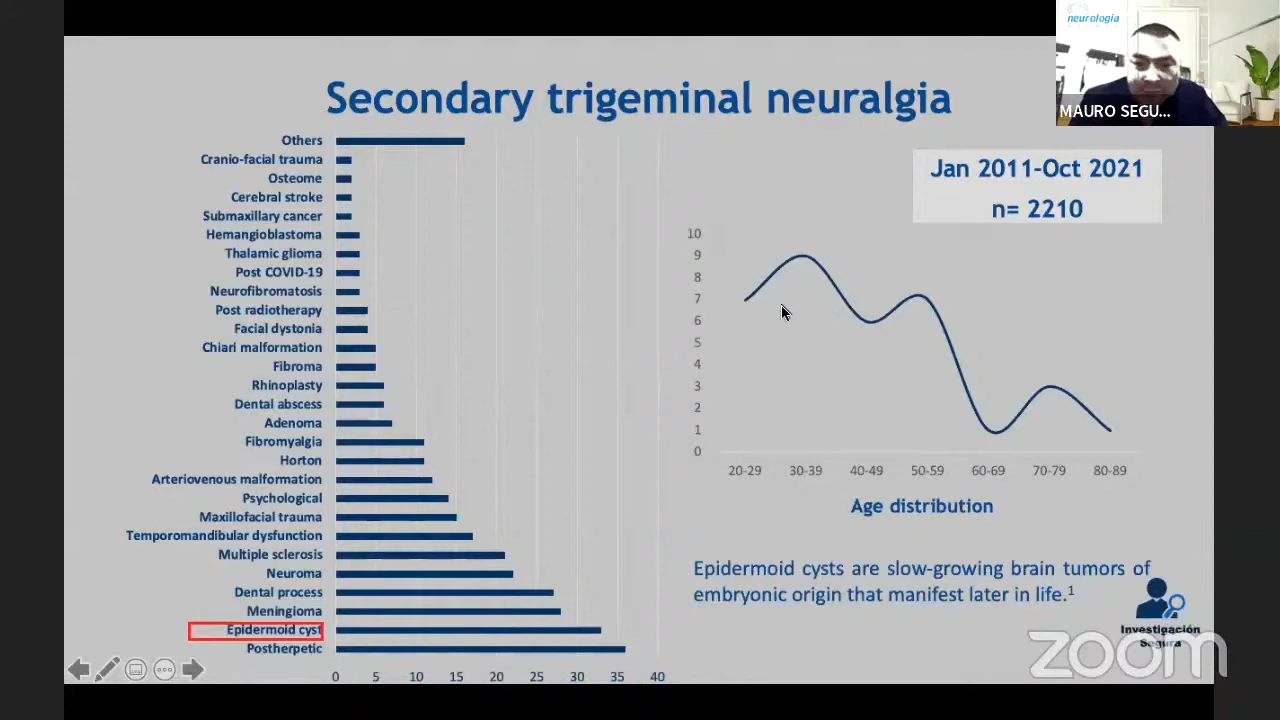 neurologia
MAURO SEGU...
Secondary trigeminal neuralgia
Others
Cranio-facial trauma
Osteome
Cerebral stroke
Submaxillary cancer
Hemangioblastoma
Thalamic glioma
Post COVID-19
Neurofibromatosis
Post radiotherapy
Facial dystonia
Chiari malformation
Fibroma
Rhinoplasty
Dental abscess
Adenoma
Fibromyalgia
Horton
Arteriovenous malformation
Psychological
Maxillofacial trauma
Temporomandibular dysfunction
Multiple sclerosis
Neuroma
Dental process
Meningioma
Epidermoid cyst
Postherpetic
0 5 10 15 20 25 30 35 40
Jan 2011-Oct 2021
n= 2210
10
9
8
7
6
5
4
3
2
1
0
20-29 30-39 40-49 50-59 60-69 70-79 80-89
Age distribution
Epidermoid cysts are slow-growing brain tumors of
embryonic origin that manifest later in life.1
Investigación
Segura
zoom